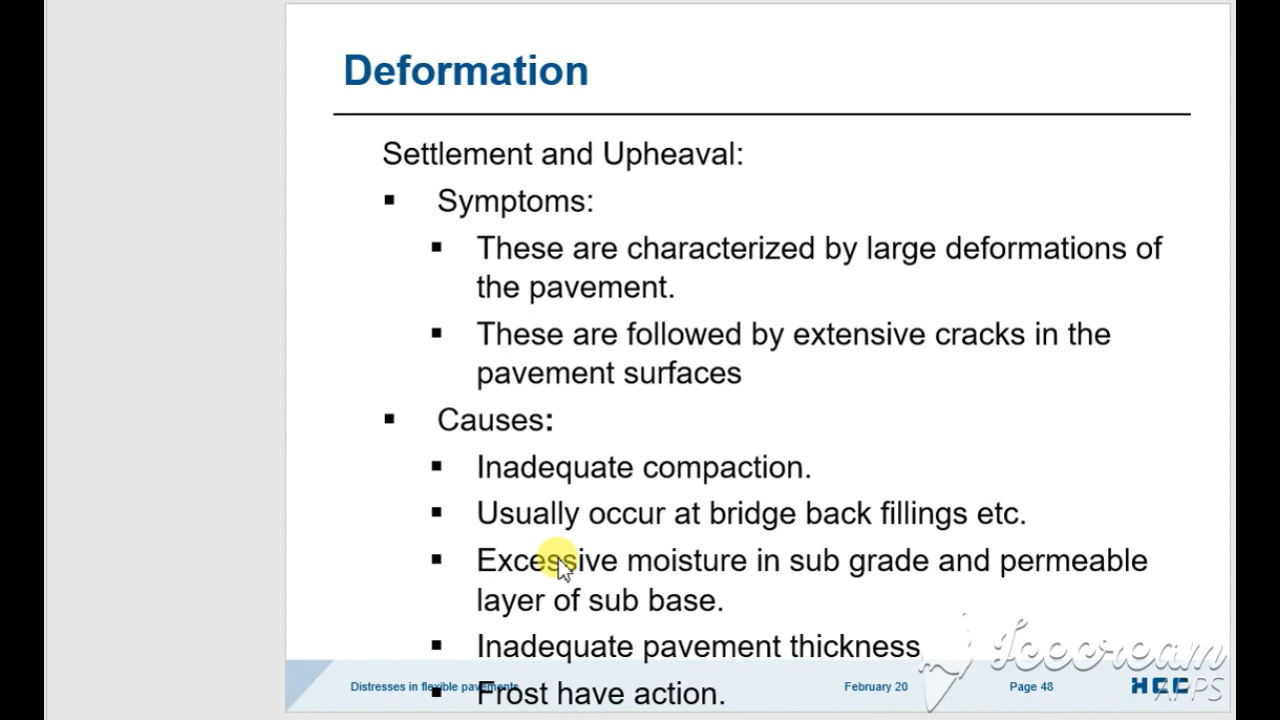 Deformation
Settlement and Upheaval:
Symptoms:
These are characterized by large deformations of
the pavement.
These are followed by extensive cracks in the
pavement surfaces
Causes:
Inadequate compaction.
Usually occur at bridge back fillings etc.
Excessive moisture in sub grade and permeable
layer of sub base.
Inadequate pavement thickness
Frost have action.
Distresses in flexible pavements
February 20
Page 48
HCC
Icecream
APPS